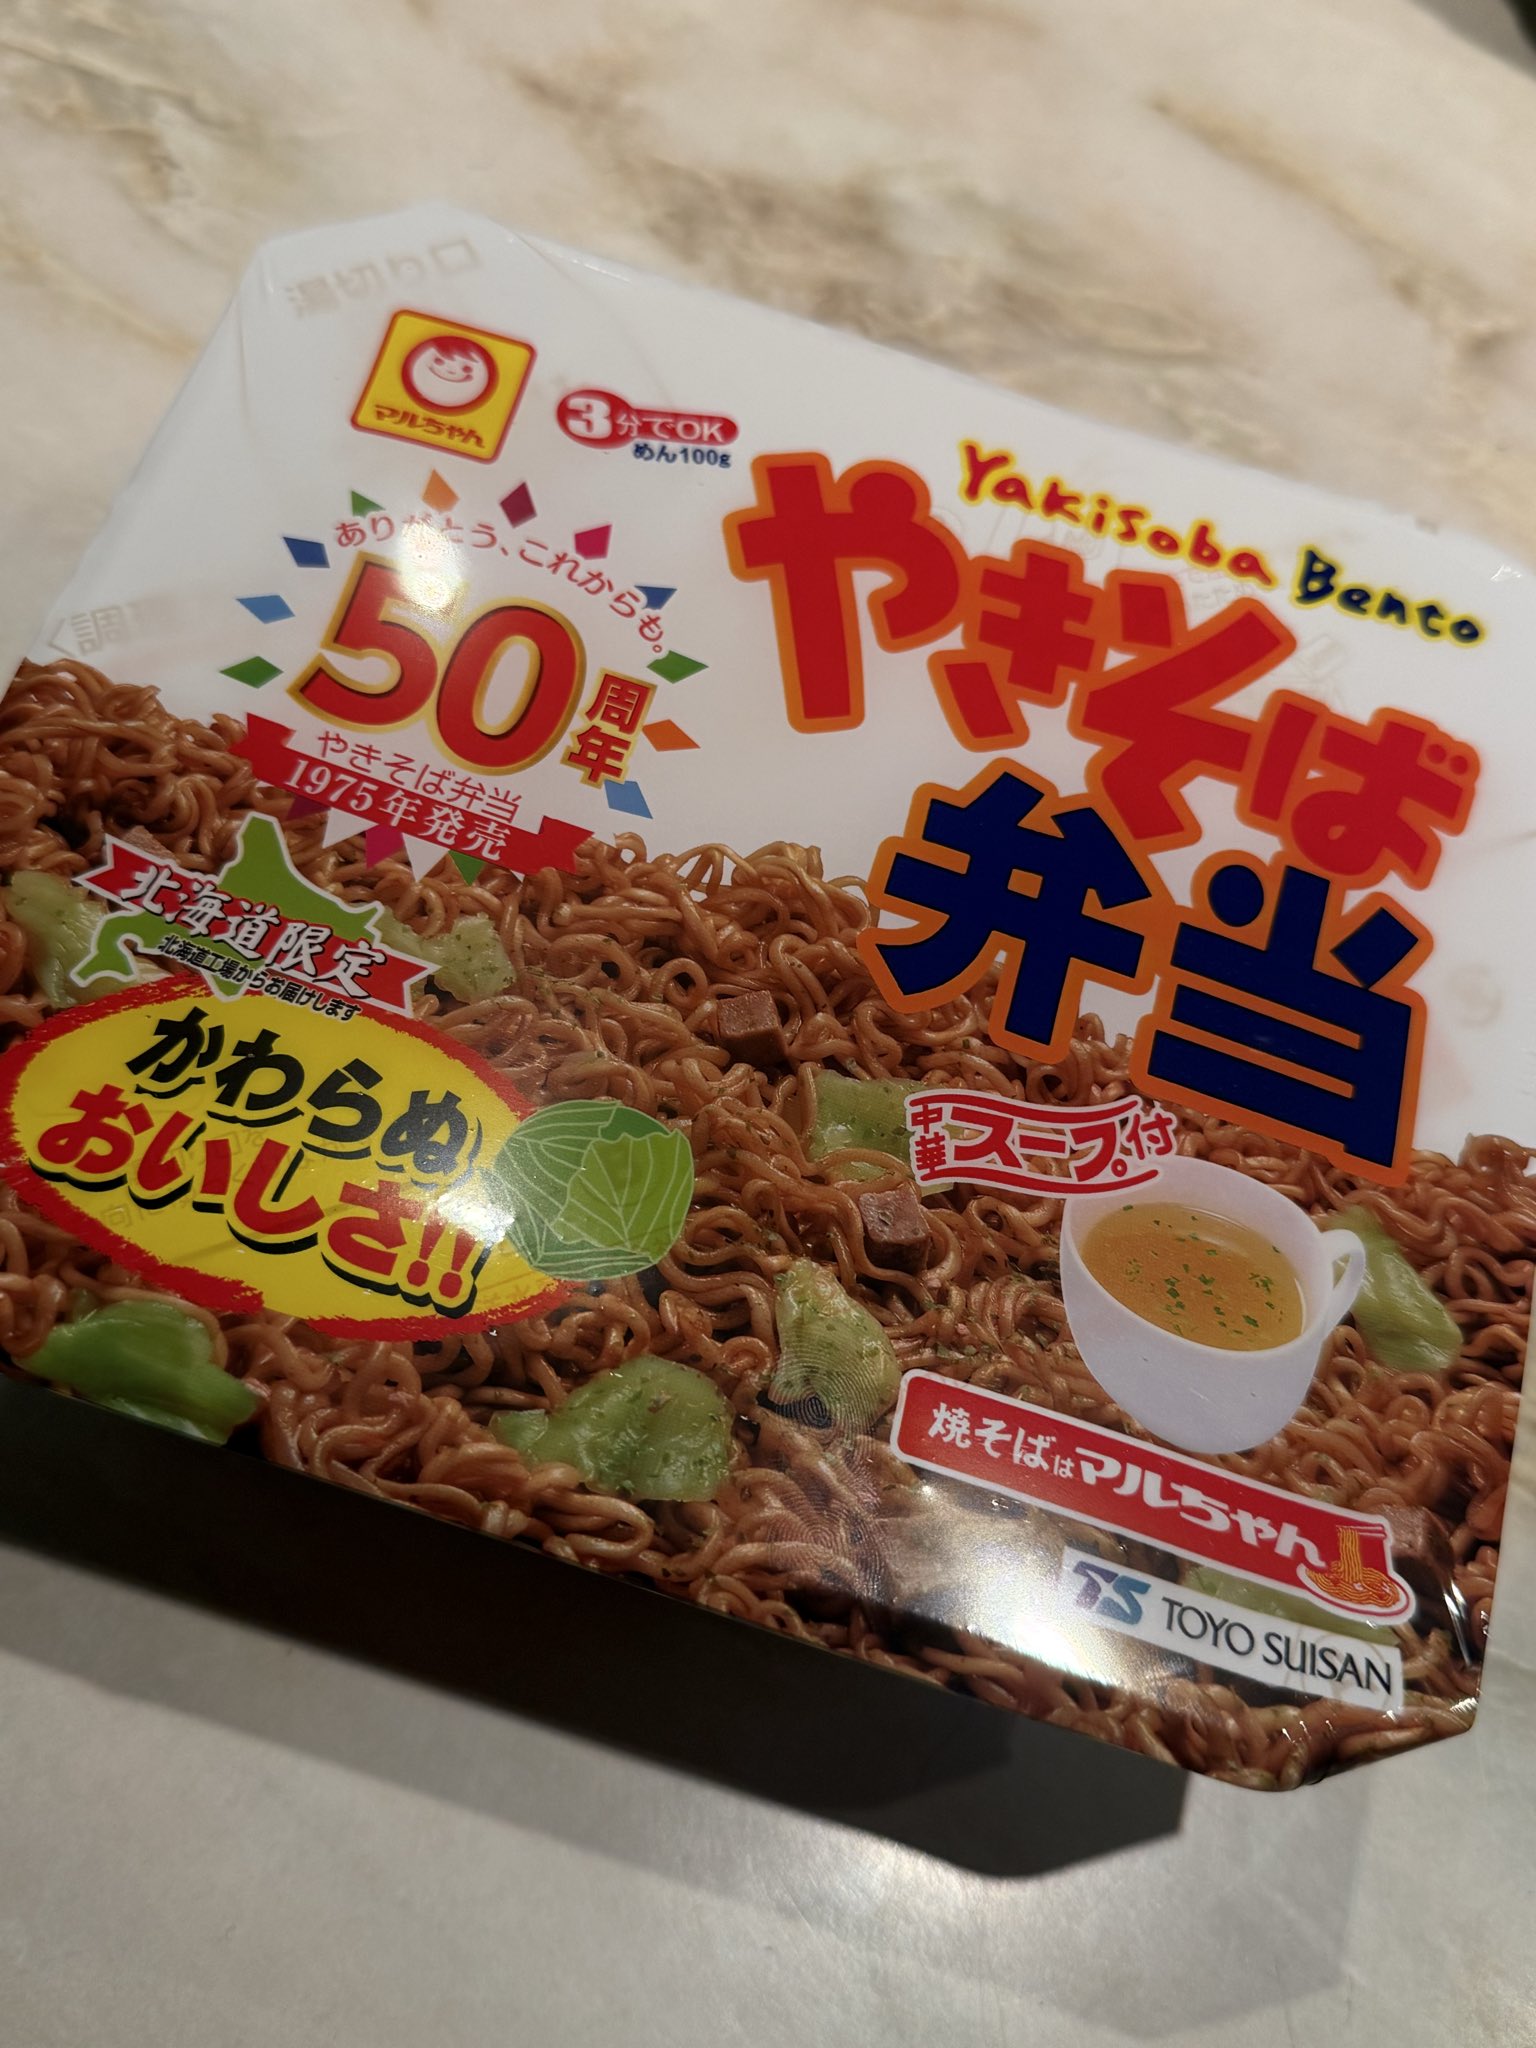 湯切り口
マルちゃん
3分でOK
めん100g
Yakisoba Bento
やきそば
弁当
ありがとう、これからも。
50周年
やきそば弁当
1975年発売
北海道限定
北海道工場からお届けします
かわらぬ
おいしさ!!
中華スープ付
焼そばはマルちゃん
TS TOYO SUISAN